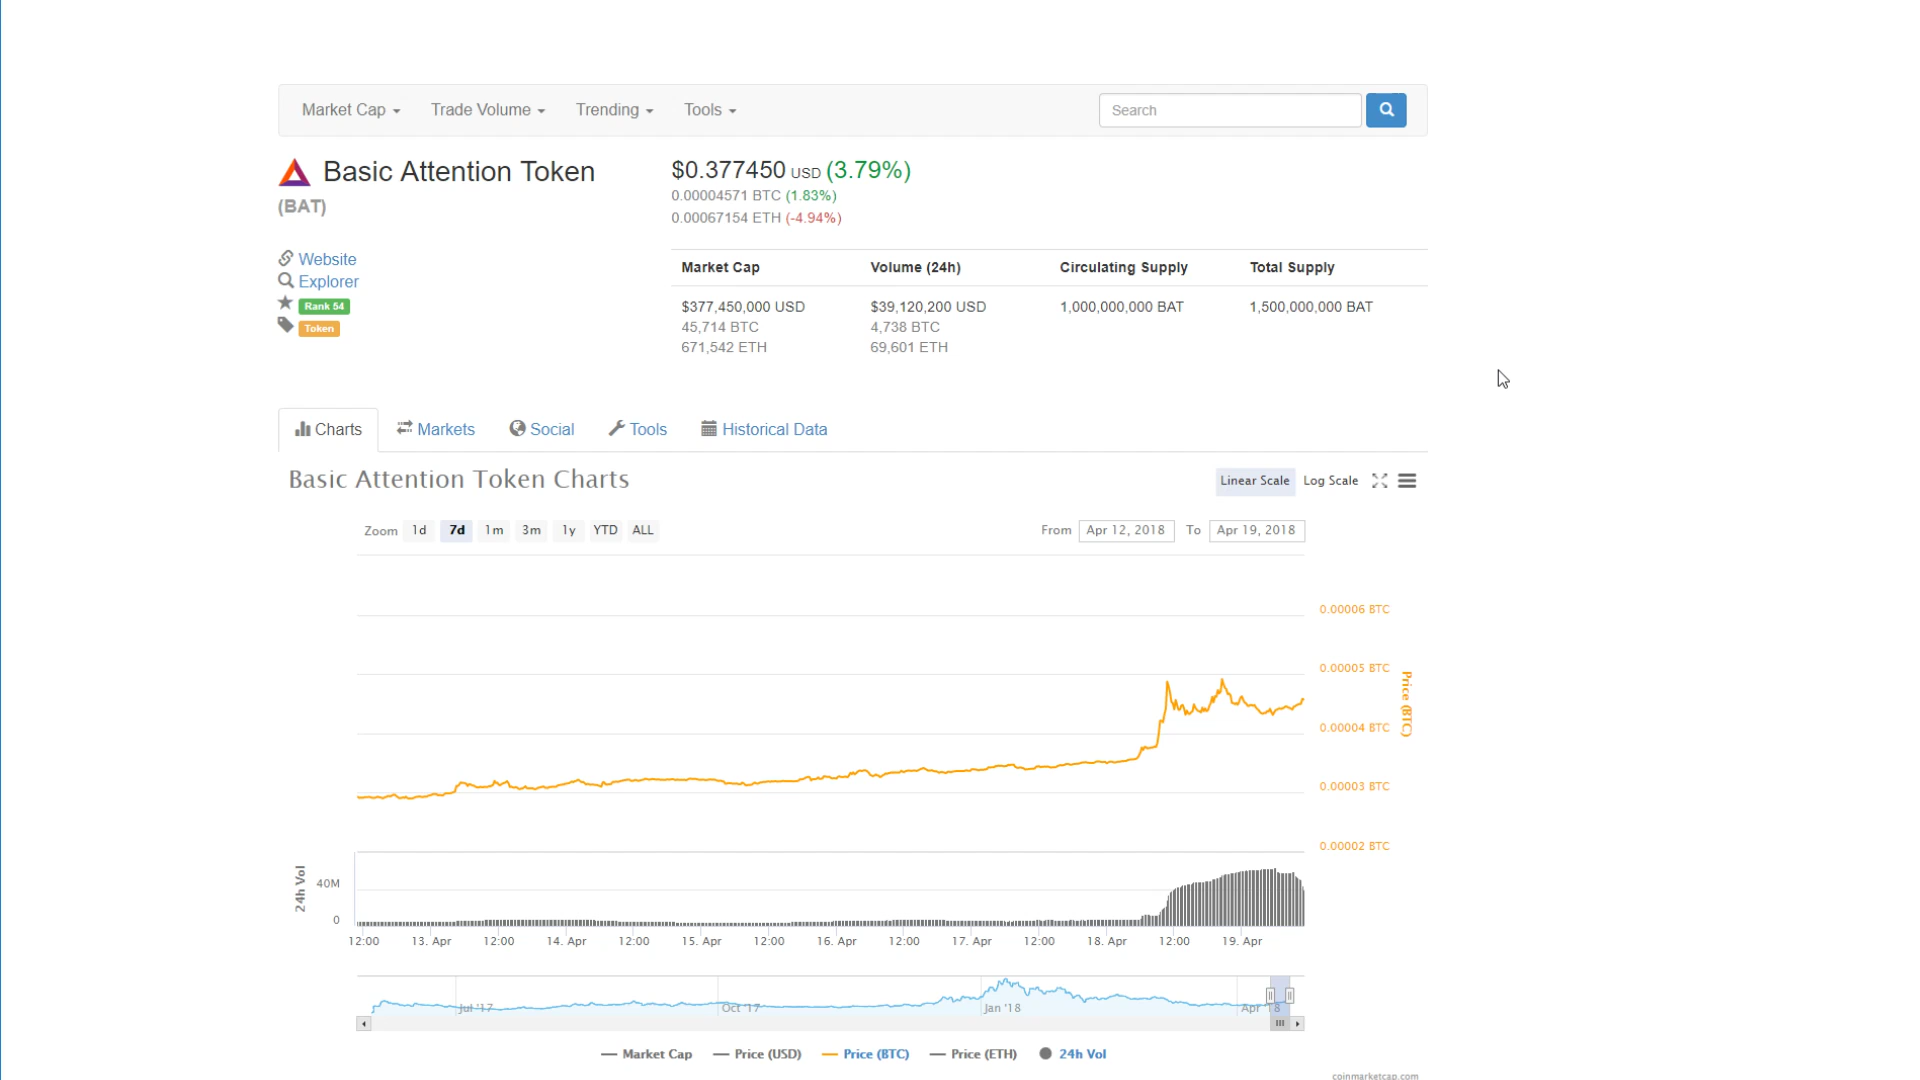 Market Cap Trade Volume Trending Tools Search
Basic Attention Token
(BAT)
$0.377450 USD (3.79%)
0.00004571 BTC (1.83%)
0.00067154 ETH (-4.94%)
Website
Explorer
Rank 54
Token
Market Cap Volume (24h) Circulating Supply Total Supply
$377,450,000 USD $39,120,200 USD 1,000,000,000 BAT 1,500,000,000 BAT
45,714 BTC 4,738 BTC
671,542 ETH 69,601 ETH
Charts Markets Social Tools Historical Data
Basic Attention Token Charts
Linear Scale Log Scale
Zoom 1d 7d 1m 3m 1y YTD ALL
From Apr 12, 2018 To Apr 19, 2018
0.00006 BTC
0.00005 BTC
0.00004 BTC
0.00003 BTC
0.00002 BTC
Price (BTC)
24h Vol
40M
0
12:00 13. Apr 12:00 14. Apr 12:00 15. Apr 12:00 16. Apr 12:00 17. Apr 12:00 18. Apr 12:00 19. Apr
Jul '17 Oct '17 Jan '18 Apr '18
Market Cap Price (USD) Price (BTC) Price (ETH) 24h Vol
coinmarketcap.com